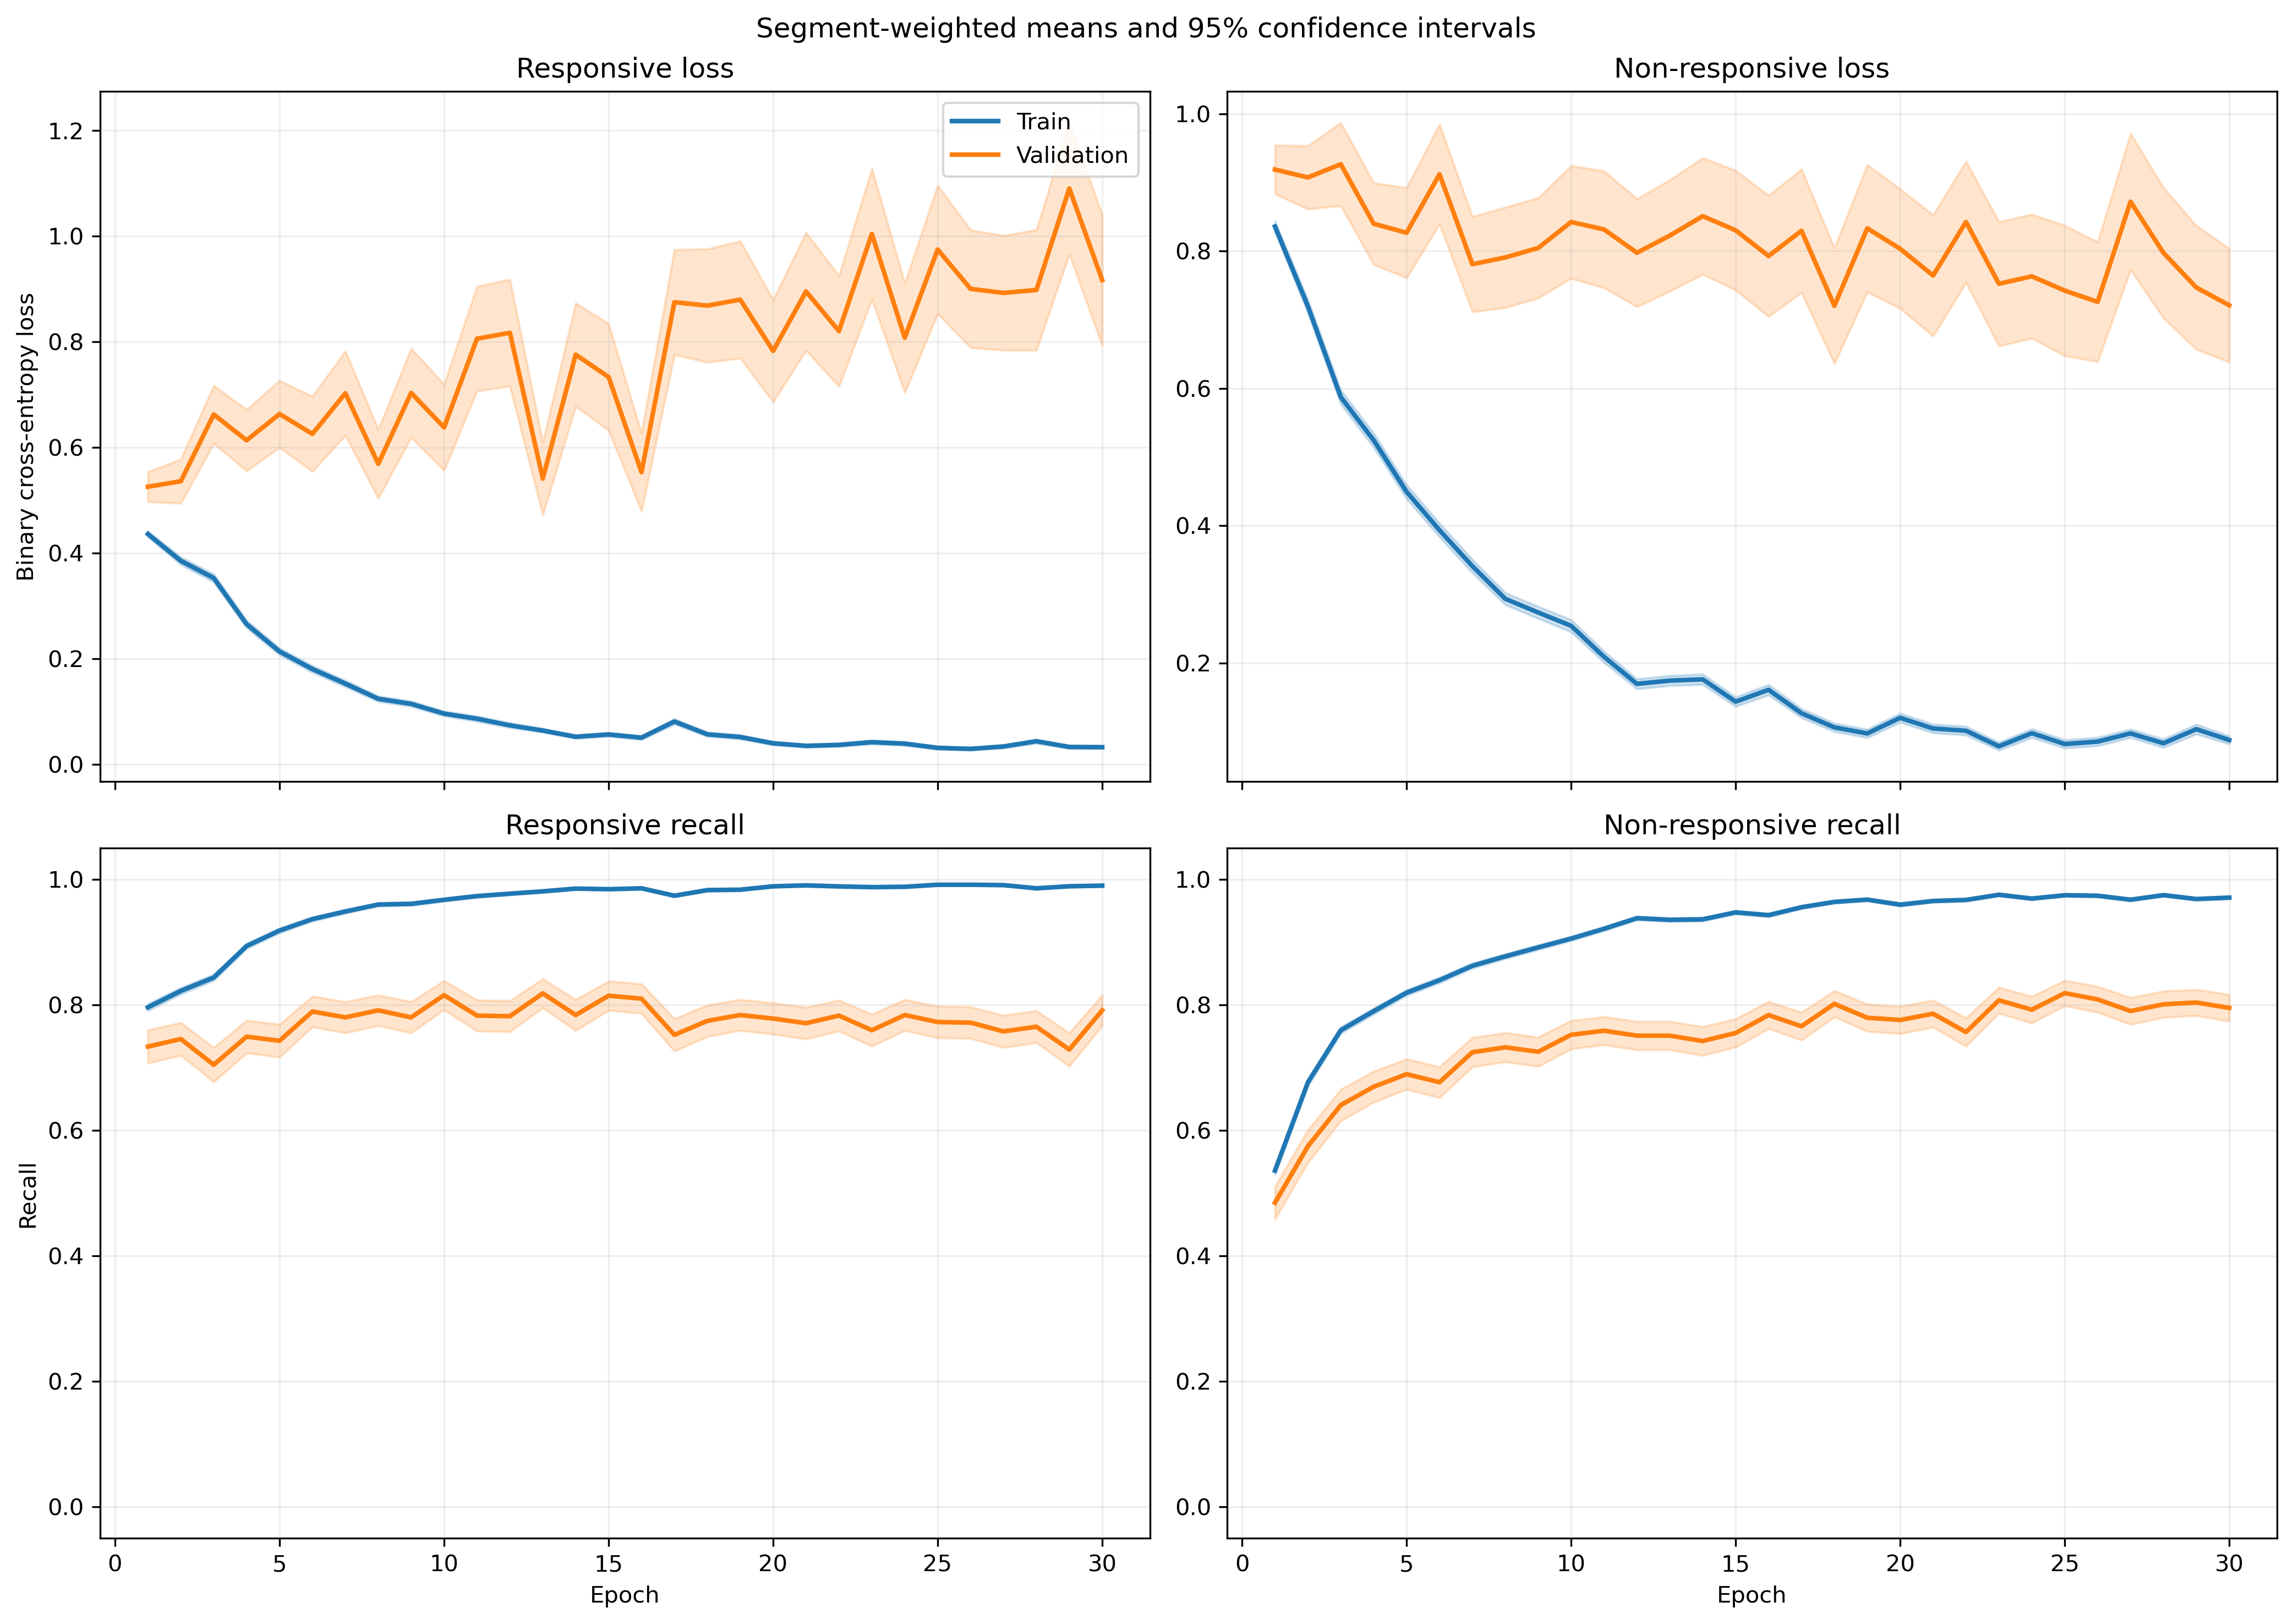 Segment-weighted means and 95% confidence intervals
Responsive loss
Binary cross-entropy loss
1.2
1.0
0.8
0.6
0.4
0.2
0.0
Train
Validation
Non-responsive loss
1.0
0.8
0.6
0.4
0.2
Responsive recall
Recall
1.0
0.8
0.6
0.4
0.2
0.0
0 5 10 15 20 25 30
Epoch
Non-responsive recall
1.0
0.8
0.6
0.4
0.2
0.0
0 5 10 15 20 25 30
Epoch